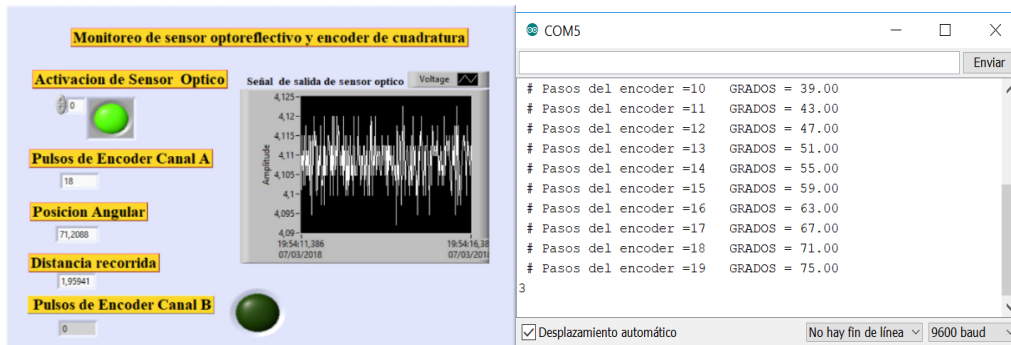 Monitoreo de sensor optoreflectivo y encoder de cuadratura
Activacion de Sensor Optico
0
Pulsos de Encoder Canal A
18
Posicion Angular
71,2088
Distancia recorrida
1,95941
Pulsos de Encoder Canal B
0
Señal de salida de sensor optico
Voltage
4,125
4,12
4,115
4,11
4,105
4,1
4,095
4,09
Amplitude
19:54:11,386
07/03/2018
19:54:16,38
07/03/201
COM5
Enviar
# Pasos del encoder =10 GRADOS = 39.00
# Pasos del encoder =11 GRADOS = 43.00
# Pasos del encoder =12 GRADOS = 47.00
# Pasos del encoder =13 GRADOS = 51.00
# Pasos del encoder =14 GRADOS = 55.00
# Pasos del encoder =15 GRADOS = 59.00
# Pasos del encoder =16 GRADOS = 63.00
# Pasos del encoder =17 GRADOS = 67.00
# Pasos del encoder =18 GRADOS = 71.00
# Pasos del encoder =19 GRADOS = 75.00
3
Desplazamiento automático
No hay fin de línea
9600 baud